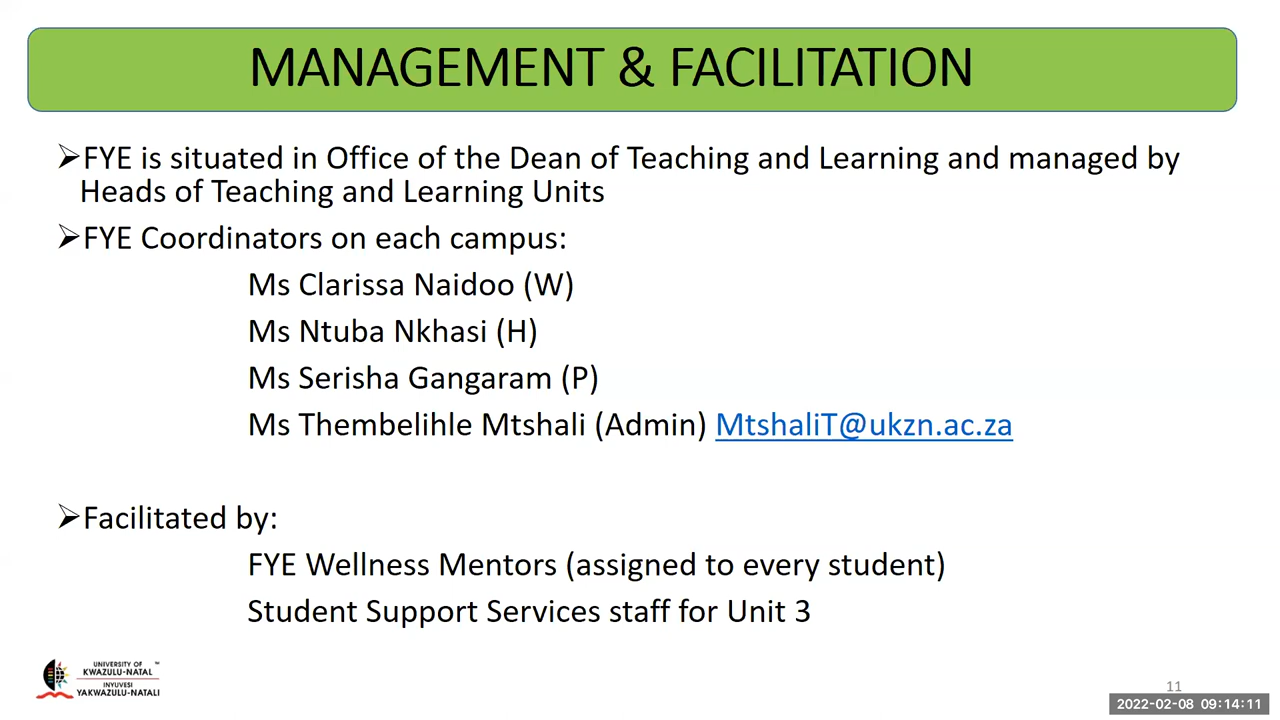 MANAGEMENT & FACILITATION
➢FYE is situated in Office of the Dean of Teaching and Learning and managed by
Heads of Teaching and Learning Units
➢FYE Coordinators on each campus:
Ms Clarissa Naidoo (W)
Ms Ntuba Nkhasi (H)
Ms Serisha Gangaram (P)
Ms Thembelihle Mtshali (Admin) MtshaliT@ukzn.ac.za
➢Facilitated by:
FYE Wellness Mentors (assigned to every student)
Student Support Services staff for Unit 3
UNIVERSITY OF ™
KWAZULU-NATAL
INYUVESI
YAKWAZULU-NATALI
11
2022-02-08 09:14:11